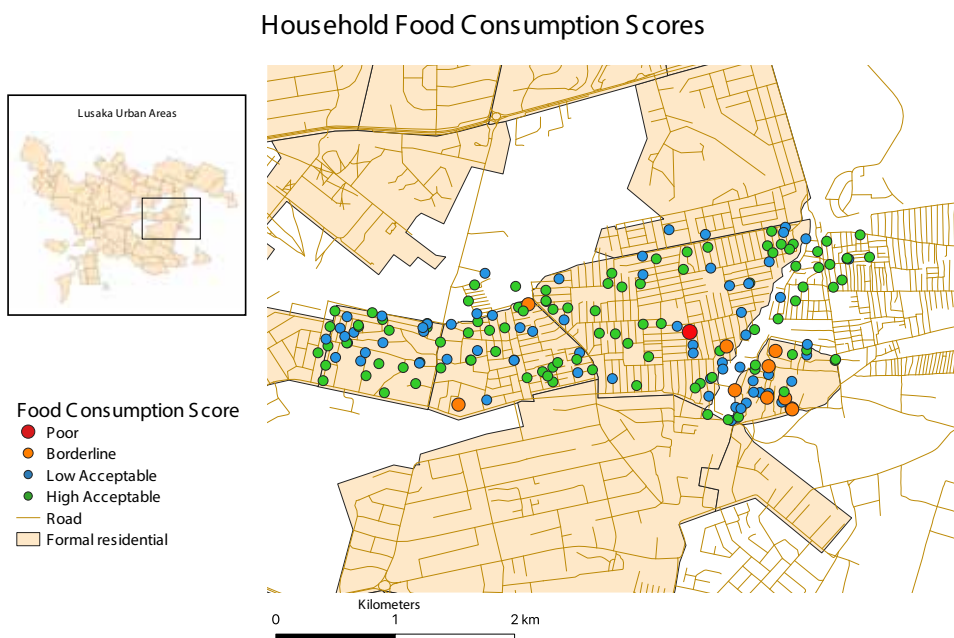 Household Food Consumption Scores
Lusaka Urban Areas
Food Consumption Score
Poor
Borderline
Low Acceptable
High Acceptable
Road
Formal residential
Kilometers
0 1 2 km